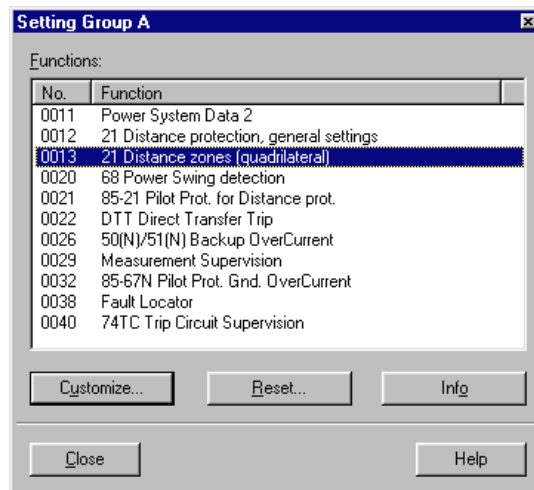 Setting Group A
Functions:
No. Function
0011 Power System Data 2
0012 21 Distance protection, general settings
0013 21 Distance zones (quadrilateral)
0020 68 Power Swing detection
0021 85-21 Pilot Prot. for Distance prot.
0022 DTT Direct Transfer Trip
0026 50(N)/51(N) Backup OverCurrent
0029 Measurement Supervision
0032 85-67N Pilot Prot. Gnd. OverCurrent
0038 Fault Locator
0040 74TC Trip Circuit Supervision
Customize... Reset... Info
Close Help